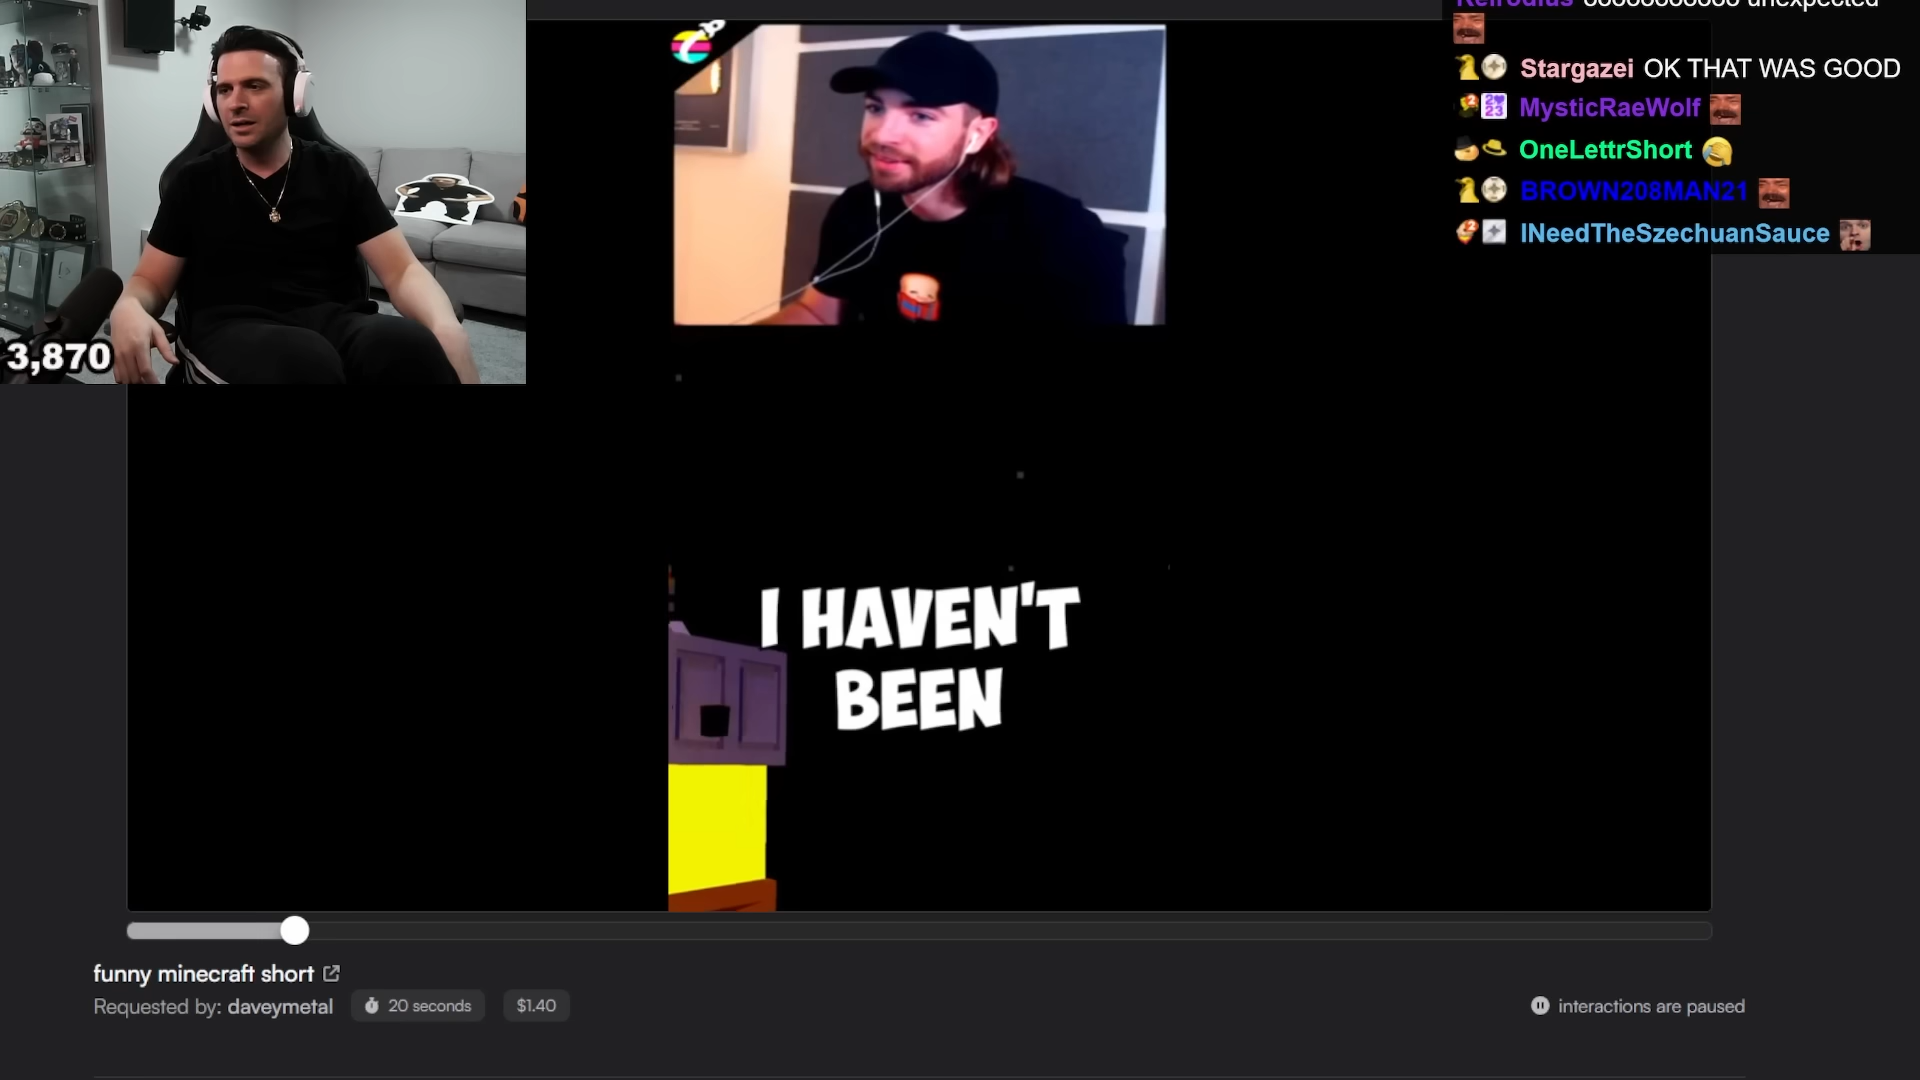 unexpected
Stargazei OK THAT WAS GOOD
MysticRaeWolf
OneLettrShort
BROWN208MAN21
INeedTheSzechuanSauce
3,870
I HAVEN'T
BEEN
funny minecraft short
Requested by: daveymetal 20 seconds $1.40
interactions are paused